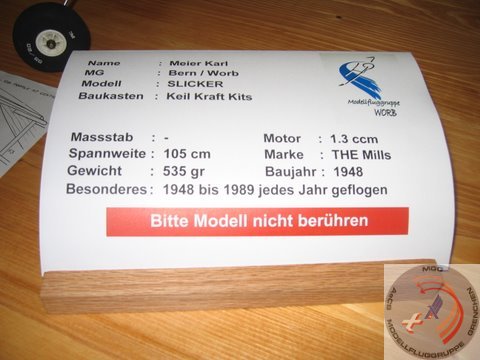 Name : Meier Karl
MG : Bern / Worb
Modell : SLICKER
Baukasten : Keil Kraft Kits
Modellfluggruppe
WORB
Massstab : - Motor : 1.3 ccm
Spannweite : 105 cm Marke : THE Mills
Gewicht : 535 gr Baujahr : 1948
Besonderes : 1948 bis 1989 jedes Jahr geflogen
Bitte Modell nicht berühren
MGG
MODELLFLUGGRUPPE GRENCHEN